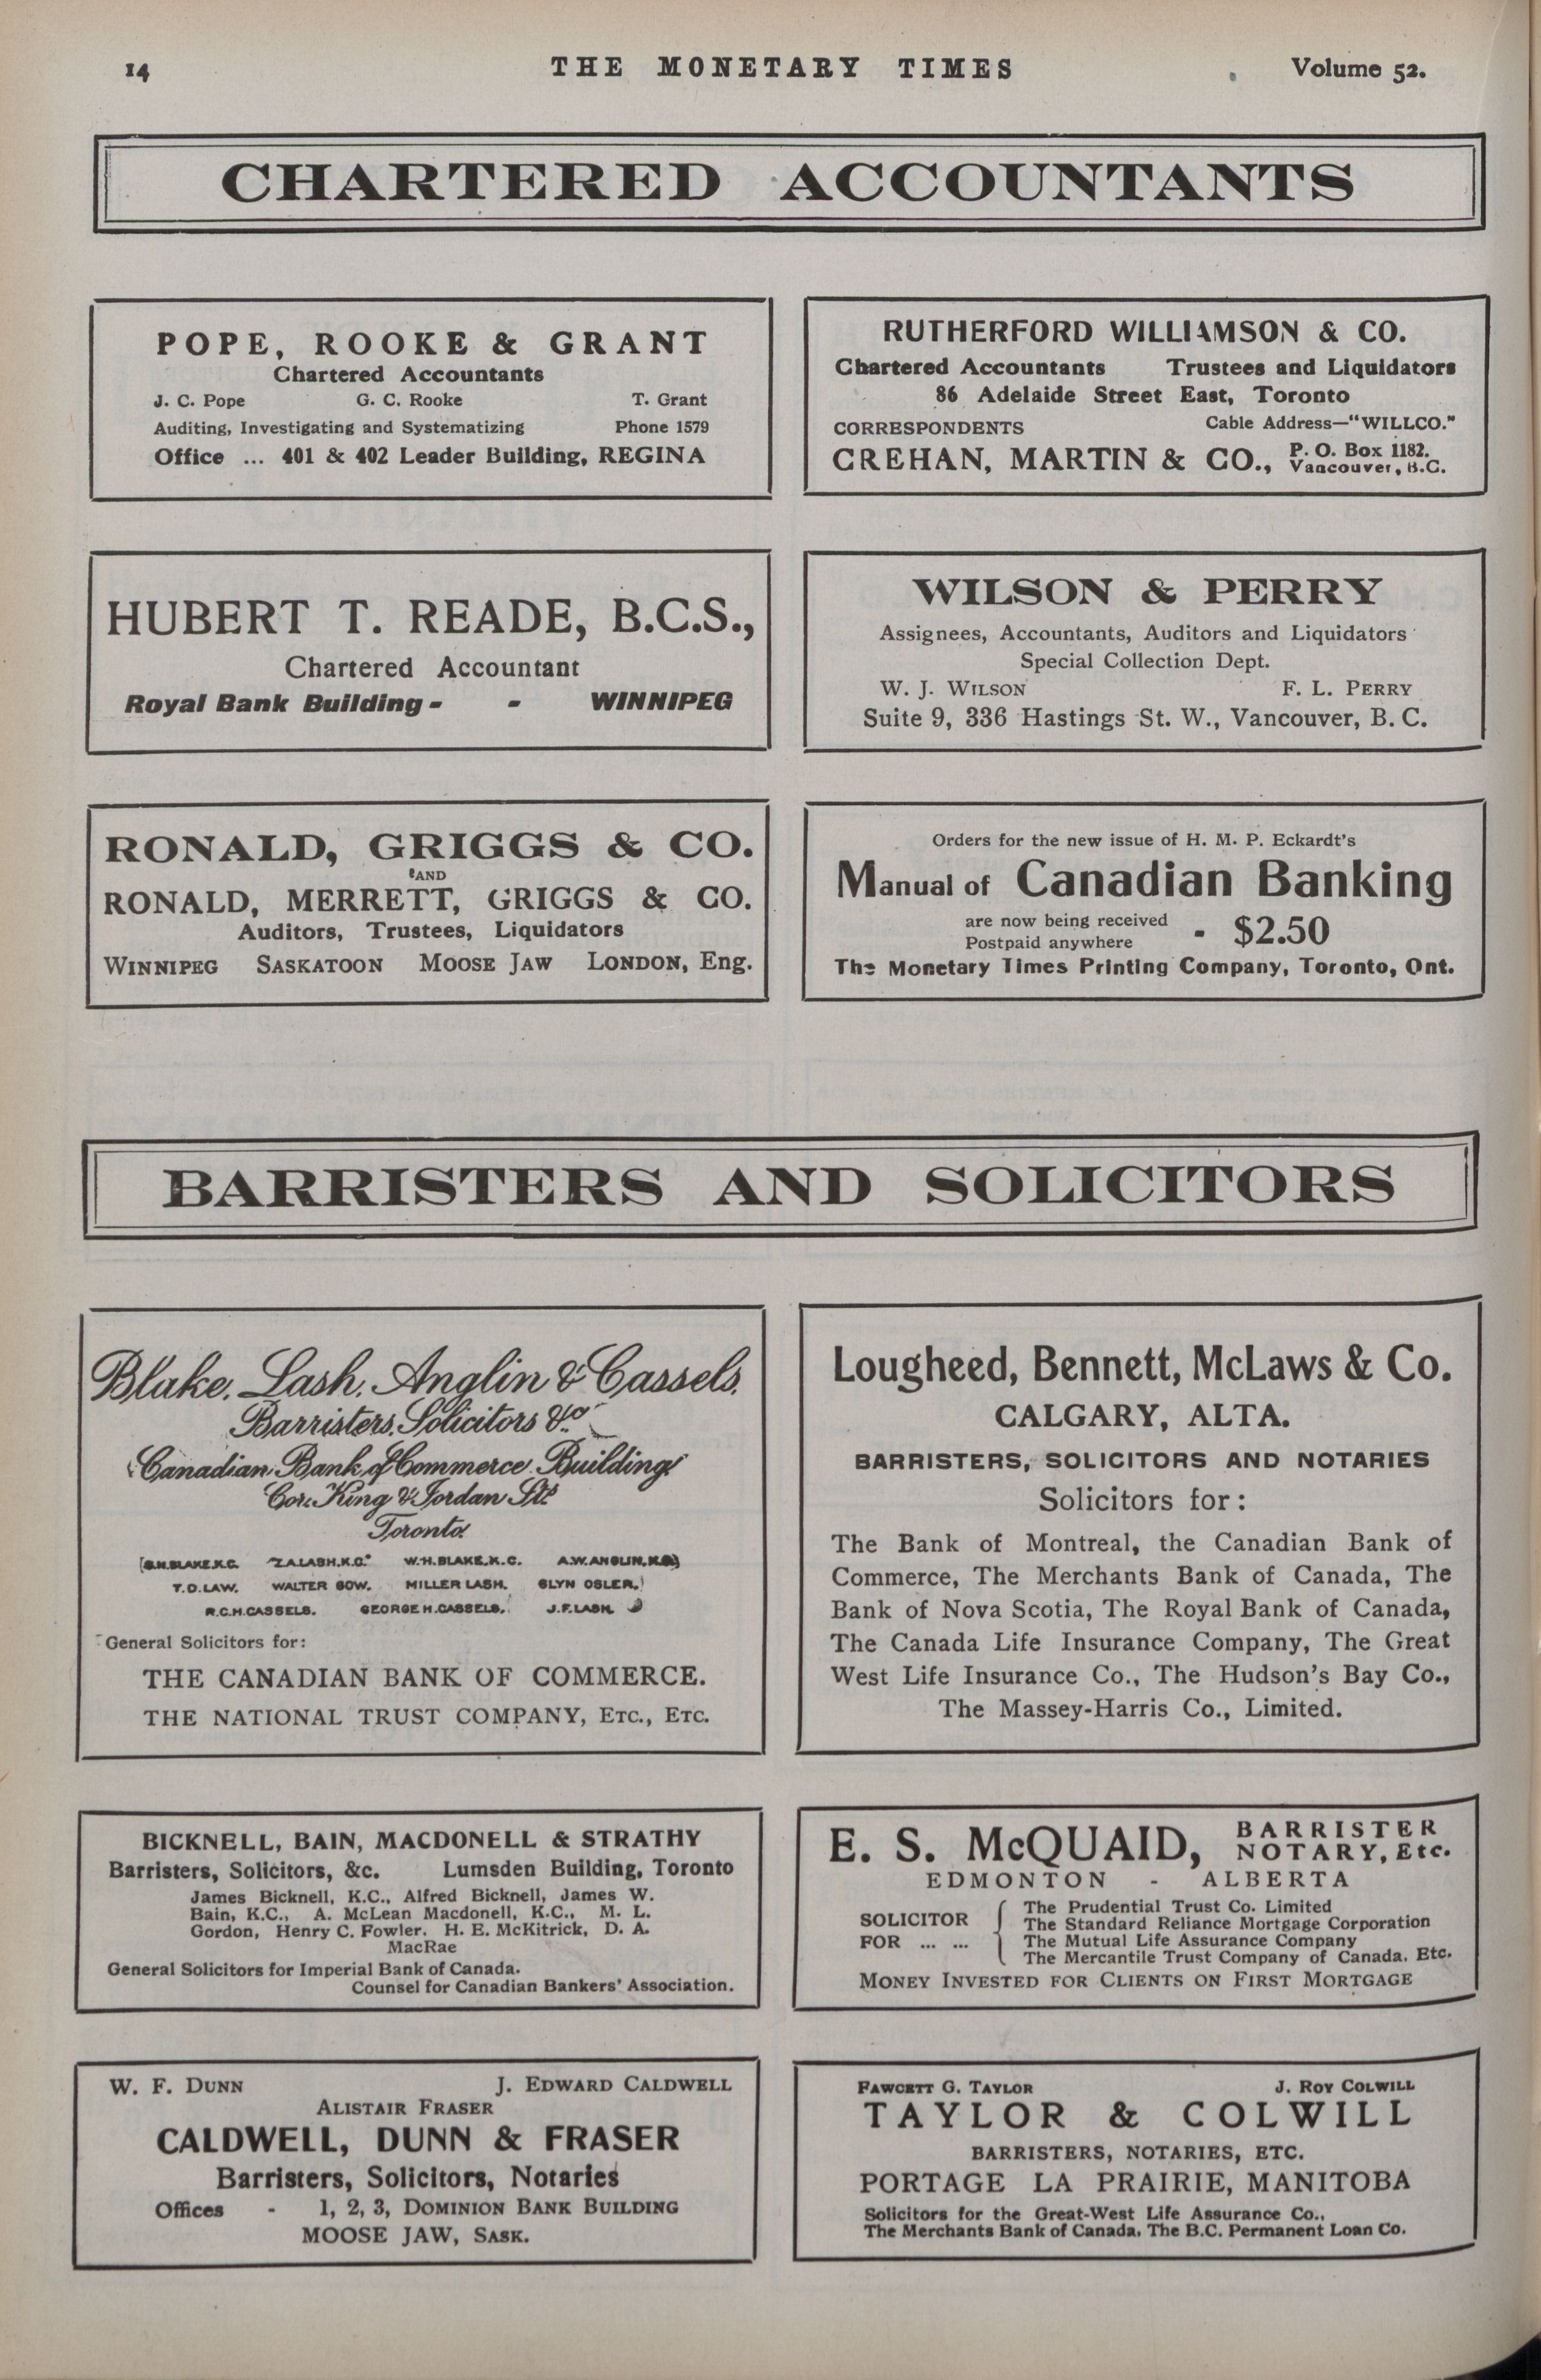 14
THE MONETARY TIMES
Volume 52.
CHARTERED ACCOUNTANTS
POPE, ROOKE & GRANT
Chartered Accountants
J. C. Pope G. C. Rooke T. Grant
Auditing, Investigating and Systematizing Phone 1579
Office ... 401 & 402 Leader Building, REGINA
RUTHERFORD WILLIAMSON & CO.
Chartered Accountants Trustees and Liquidators
86 Adelaide Street East, Toronto
CORRESPONDENTS Cable Address—"WILLCO."
CREHAN, MARTIN & CO., P. O. Box 1182.
Vancouver, B.C.
HUBERT T. READE, B.C.S.,
Chartered Accountant
Royal Bank Building - - WINNIPEG
WILSON & PERRY
Assignees, Accountants, Auditors and Liquidators
Special Collection Dept.
W. J. WILSON F. L. PERRY
Suite 9, 336 Hastings St. W., Vancouver, B. C.
RONALD, GRIGGS & CO.
AND
RONALD, MERRETT, GRIGGS & CO.
Auditors, Trustees, Liquidators
WINNIPEG SASKATOON MOOSE JAW LONDON, Eng.
Orders for the new issue of H. M. P. Eckardt's
Manual of Canadian Banking
are now being received
Postpaid anywhere - $2.50
The Monetary Times Printing Company, Toronto, Ont.
BARRISTERS AND SOLICITORS
Blake, Lash, Anglin & Cassels,
Barristers, Solicitors &c.
Canadian Bank of Commerce Building
Cor. King & Jordan Sts.
Toronto.
S.H.BLAKE,K.C. Z.A.LASH,K.C. W.H.BLAKE,K.C. A.W.ANGLIN,K.C.
T.D.LAW. WALTER GOW. MILLER LASH. GLYN OSLER.
R.C.H.CASSELS. GEORGE H.CASSELS. J.F.LASH.
General Solicitors for:
THE CANADIAN BANK OF COMMERCE.
THE NATIONAL TRUST COMPANY, ETC., ETC.
Lougheed, Bennett, McLaws & Co.
CALGARY, ALTA.
BARRISTERS, SOLICITORS AND NOTARIES
Solicitors for:
The Bank of Montreal, the Canadian Bank of
Commerce, The Merchants Bank of Canada, The
Bank of Nova Scotia, The Royal Bank of Canada,
The Canada Life Insurance Company, The Great
West Life Insurance Co., The Hudson's Bay Co.,
The Massey-Harris Co., Limited.
BICKNELL, BAIN, MACDONELL & STRATHY
Barristers, Solicitors, &c. Lumsden Building, Toronto
James Bicknell, K.C., Alfred Bicknell, James W.
Bain, K.C., A. McLean Macdonell, K.C., M. L.
Gordon, Henry C. Fowler. H. E. McKitrick, D. A.
MacRae
General Solicitors for Imperial Bank of Canada.
Counsel for Canadian Bankers' Association.
E. S. McQUAID, BARRISTER
NOTARY, Etc.
EDMONTON - ALBERTA
SOLICITOR
FOR ... ...
The Prudential Trust Co. Limited
The Standard Reliance Mortgage Corporation
The Mutual Life Assurance Company
The Mercantile Trust Company of Canada. Etc.
MONEY INVESTED FOR CLIENTS ON FIRST MORTGAGE
W. F. DUNN J. EDWARD CALDWELL
ALISTAIR FRASER
CALDWELL, DUNN & FRASER
Barristers, Solicitors, Notaries
Offices - 1, 2, 3, DOMINION BANK BUILDING
MOOSE JAW, SASK.
FAWCETT G. TAYLOR J. ROY COLWILL
TAYLOR & COLWILL
BARRISTERS, NOTARIES, ETC.
PORTAGE LA PRAIRIE, MANITOBA
Solicitors for the Great-West Life Assurance Co.,
The Merchants Bank of Canada, The B.C. Permanent Loan Co.